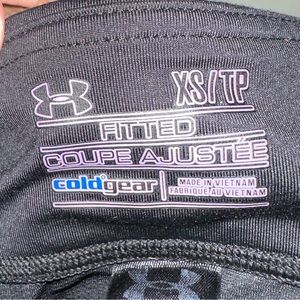 XS/TP
FITTED
COUPE AJUSTÉE
coldgear
MADE IN VIETNAM
FABRIQUÉ AU VIETNAM